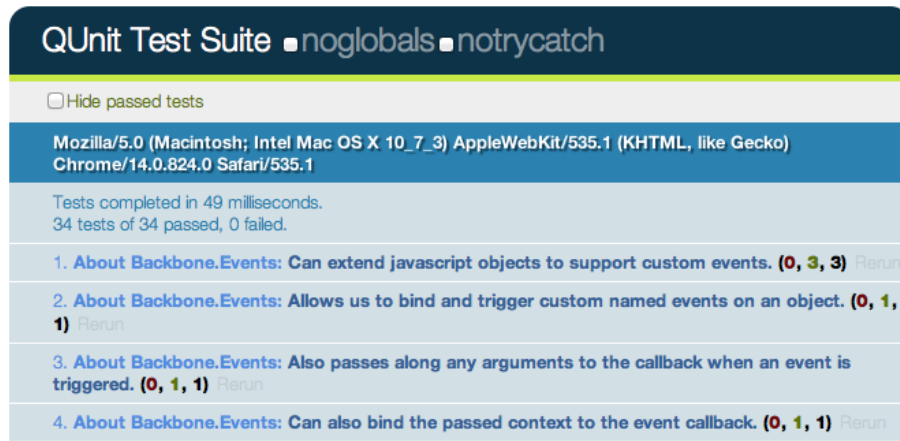 QUnit Test Suite noglobals notrycatch
Hide passed tests
Mozilla/5.0 (Macintosh; Intel Mac OS X 10_7_3) AppleWebKit/535.1 (KHTML, like Gecko)
Chrome/14.0.824.0 Safari/535.1
Tests completed in 49 milliseconds.
34 tests of 34 passed, 0 failed.
1. About Backbone.Events: Can extend javascript objects to support custom events. (0, 3, 3) Rerun
2. About Backbone.Events: Allows us to bind and trigger custom named events on an object. (0, 1,
1) Rerun
3. About Backbone.Events: Also passes along any arguments to the callback when an event is
triggered. (0, 1, 1) Rerun
4. About Backbone.Events: Can also bind the passed context to the event callback. (0, 1, 1) Rerun